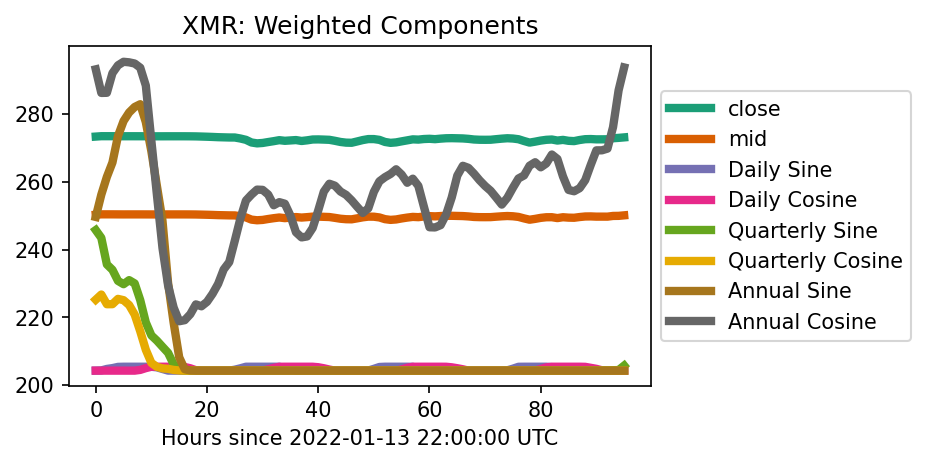 XMR: Weighted Components
280
260
240
220
200
0 20 40 60 80
Hours since 2022-01-13 22:00:00 UTC
close
mid
Daily Sine
Daily Cosine
Quarterly Sine
Quarterly Cosine
Annual Sine
Annual Cosine